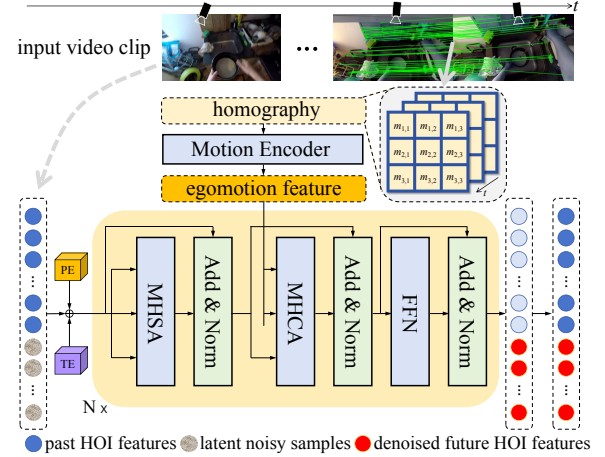 t
input video clip
...
homography
Motion Encoder
egomotion feature
m1,1 m1,2 m1,3
m2,1 m2,2 m2,3
m3,1 m3,2 m3,3
t
PE
TE
MHSA
Add & Norm
MHCA
Add & Norm
FFN
Add & Norm
N x
past HOI features
latent noisy samples
denoised future HOI features